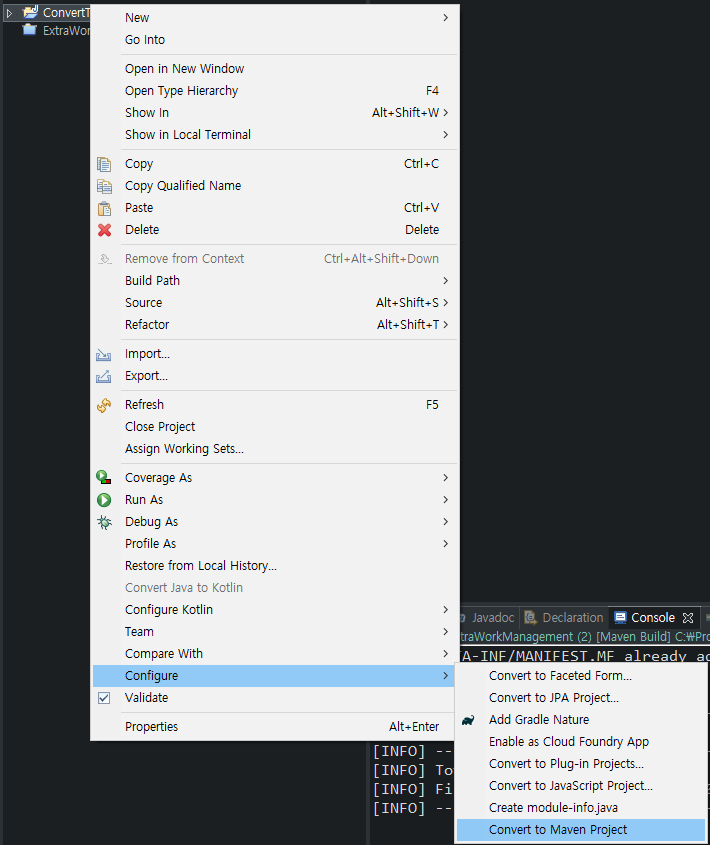 ConvertT
ExtraWor
New
Go Into
Open in New Window
Open Type Hierarchy F4
Show In Alt+Shift+W
Show in Local Terminal
Copy Ctrl+C
Copy Qualified Name
Paste Ctrl+V
Delete Delete
Remove from Context Ctrl+Alt+Shift+Down
Build Path
Source Alt+Shift+S
Refactor Alt+Shift+T
Import...
Export...
Refresh F5
Close Project
Assign Working Sets...
Coverage As
Run As
Debug As
Profile As
Restore from Local History...
Convert Java to Kotlin
Configure Kotlin
Team
Compare With
Configure
Validate
Properties Alt+Enter
Javadoc Declaration Console
traWorkManagement (2) [Maven Build] C:₩Pro
TA-INF/MANIFEST.MF already ad
Convert to Faceted Form...
Convert to JPA Project...
Add Gradle Nature
Enable as Cloud Foundry App
Convert to Plug-in Projects...
Convert to JavaScript Project...
Create module-info.java
Convert to Maven Project
[INFO] --
[INFO] To
[INFO] Fi
[INFO] --